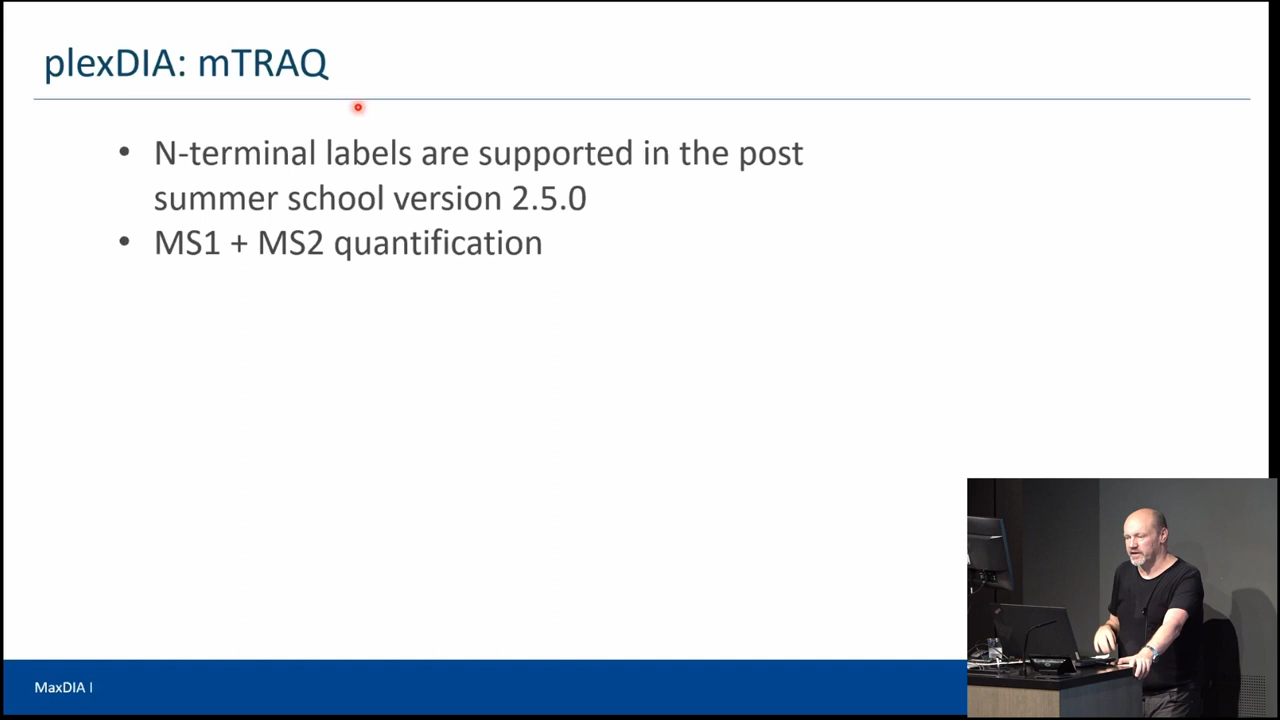 plexDIA: mTRAQ
• N-terminal labels are supported in the post
summer school version 2.5.0
• MS1 + MS2 quantification
MaxDIA |